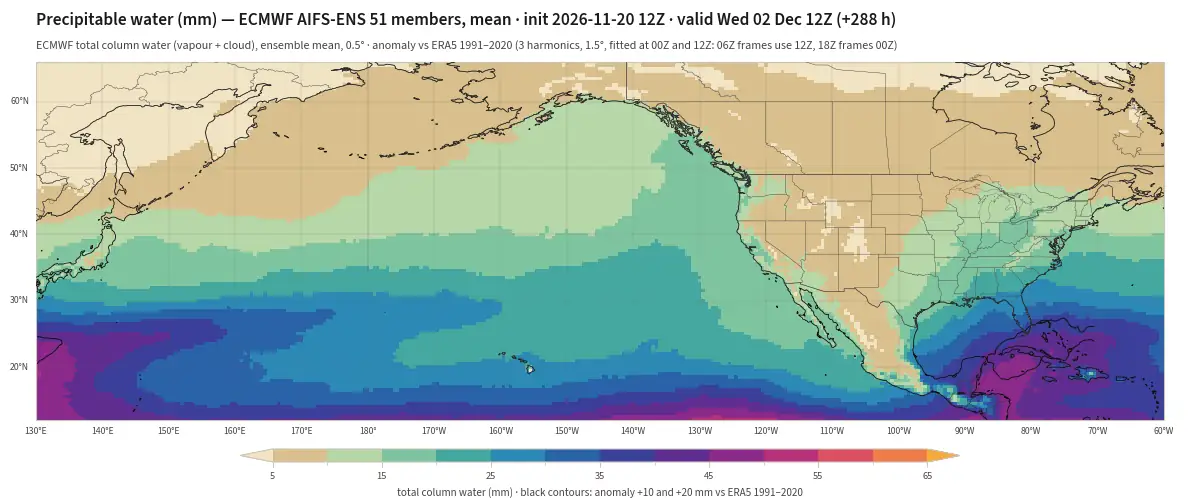 Precipitable water (mm) — ECMWF AIFS-ENS 51 members, mean · init 2026-11-20 12Z · valid Wed 02 Dec 12Z (+288 h)
ECMWF total column water (vapour + cloud), ensemble mean, 0.5° · anomaly vs ERA5 1991–2020 (3 harmonics, 1.5°, fitted at 00Z and 12Z: 06Z frames use 12Z, 18Z frames 00Z)
60°N
50°N
40°N
30°N
20°N
130°E 140°E 150°E 160°E 170°E 180° 170°W 160°W 150°W 140°W 130°W 120°W 110°W 100°W 90°W 80°W 70°W 60°W
5 15 25 35 45 55 65
total column water (mm) · black contours: anomaly +10 and +20 mm vs ERA5 1991–2020